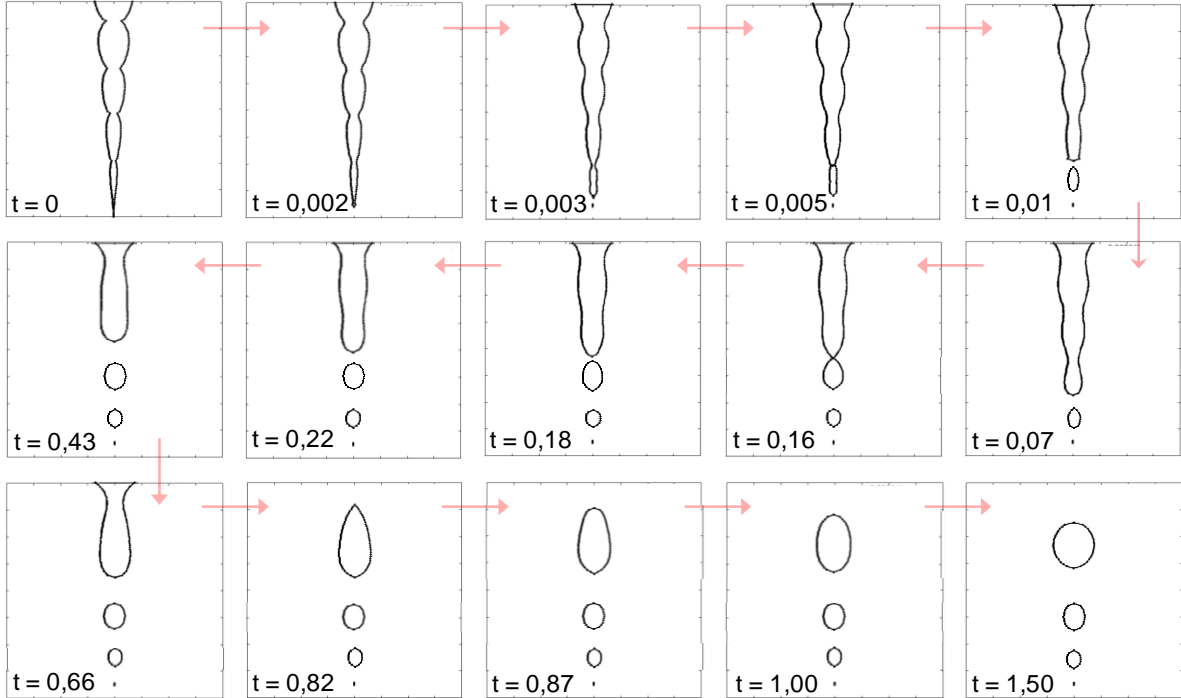 t = 0
t = 0,002
t = 0,003
t = 0,005
t = 0,01
t = 0,43
t = 0,22
t = 0,18
t = 0,16
t = 0,07
t = 0,66
t = 0,82
t = 0,87
t = 1,00
t = 1,50